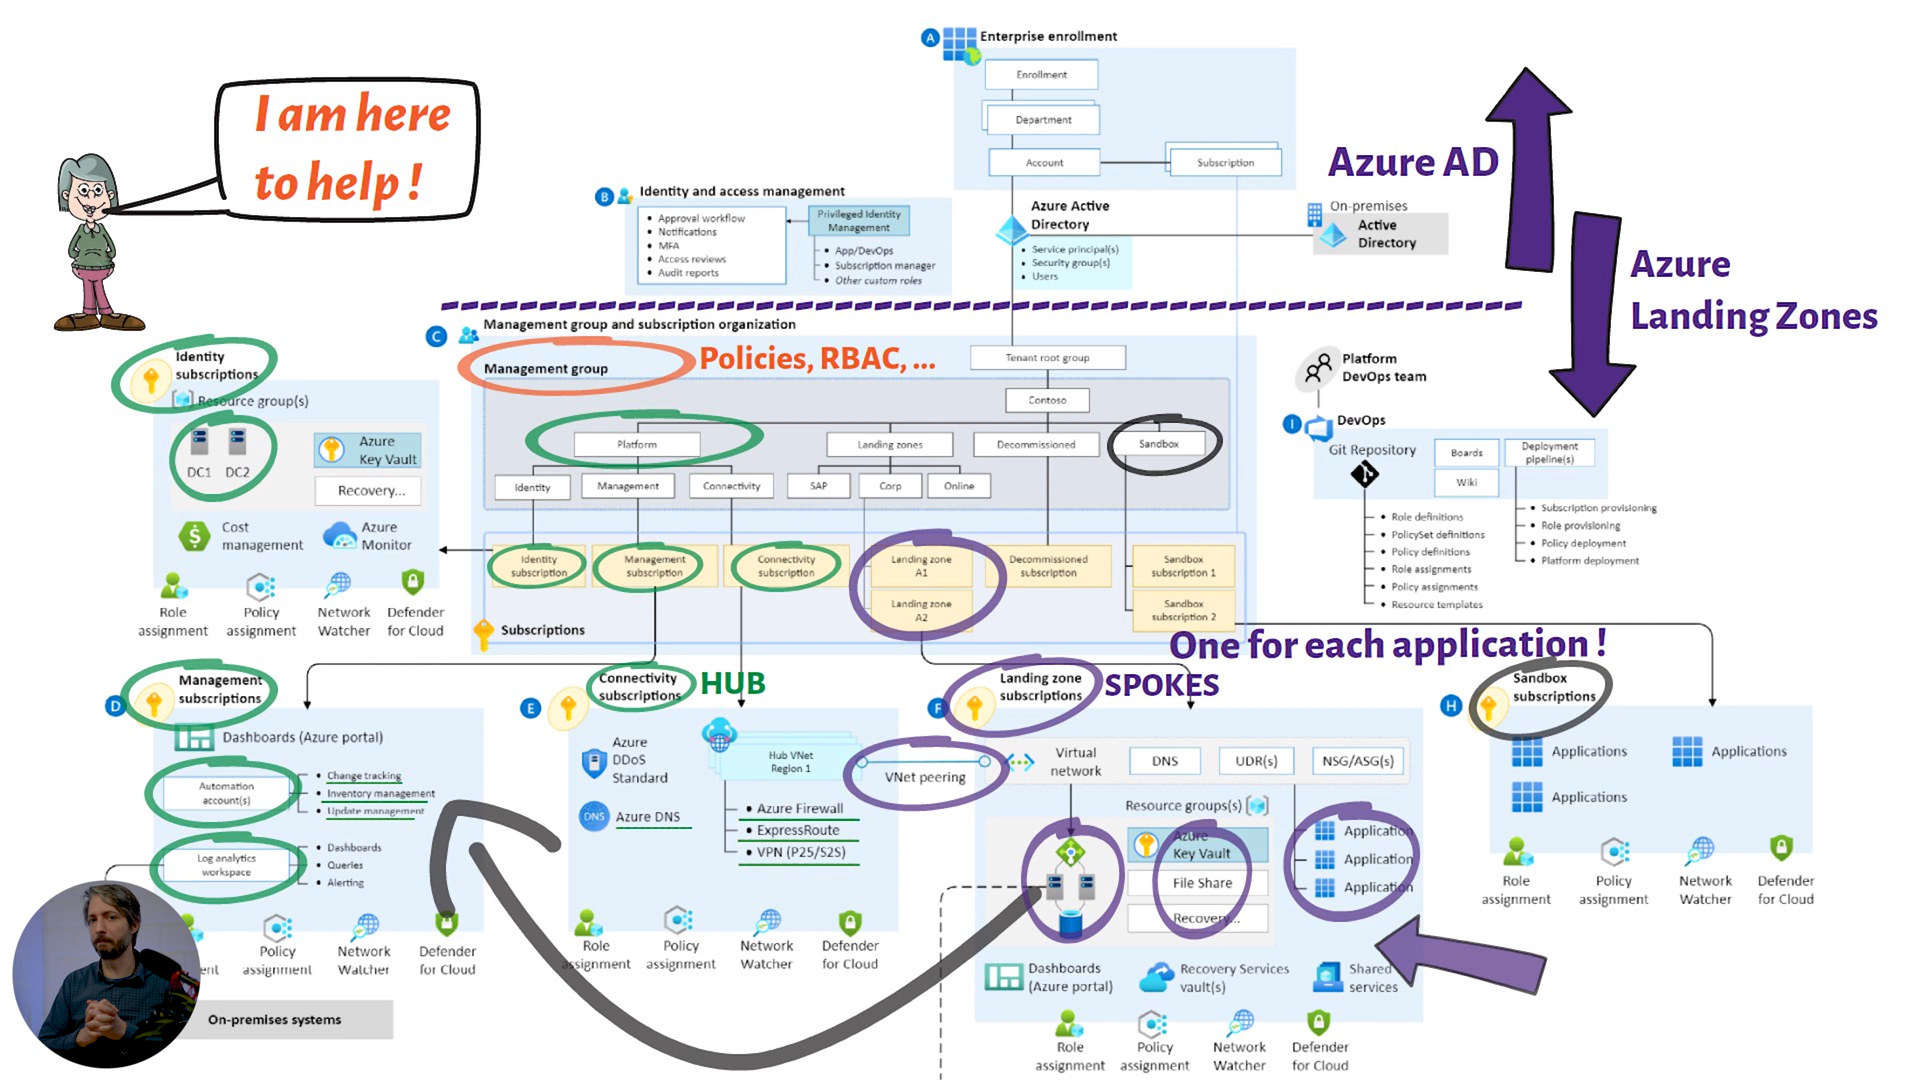 A
Enterprise enrollment
Enrollment
Department
Account
Subscription
I am here
to help !
Azure AD
B
Identity and access management
Approval workflow
Notifications
MFA
Access reviews
Audit reports
Privileged Identity
Management
App/DevOps
Subscription manager
Other custom roles
Azure Active
Directory
Service principal(s)
Security group(s)
Users
On-premises
Active
Directory
Azure
Landing Zones
C
Management group and subscription organization
Management group
Policies, RBAC, ...
Tenant root group
Contoso
Platform
Landing zones
Decommissioned
Sandbox
Identity
Management
Connectivity
SAP
Corp
Online
Identity
subscription
Management
subscription
Connectivity
subscription
Landing zone
A1
Landing zone
A2
Decommissioned
subscription
Sandbox
subscription 1
Sandbox
subscription 2
Subscriptions
One for each application !
Identity
subscriptions
Resource group(s)
DC1
DC2
Azure
Key Vault
Recovery...
Cost
management
Azure
Monitor
Role
assignment
Policy
assignment
Network
Watcher
Defender
for Cloud
Platform
DevOps team
I
DevOps
Git Repository
Boards
Wiki
Deployment
pipeline(s)
Role definitions
PolicySet definitions
Policy definitions
Role assignments
Policy assignments
Resource templates
Subscription provisioning
Role provisioning
Policy deployment
Platform deployment
D
Management
subscriptions
Dashboards (Azure portal)
Automation
account(s)
Change tracking
Inventory management
Update management
Log analytics
workspace
Dashboards
Queries
Alerting
Policy
assignment
Network
Watcher
Defender
for Cloud
On-premises systems
E
Connectivity
subscriptions
HUB
Azure
DDoS
Standard
Azure DNS
DNS
Hub VNet
Region 1
Azure Firewall
ExpressRoute
VPN (P2S/S2S)
Role
assignment
Policy
assignment
Network
Watcher
Defender
for Cloud
VNet peering
F
Landing zone
subscriptions
SPOKES
Virtual
network
DNS
UDR(s)
NSG/ASG(s)
Resource groups(s)
Azure
Key Vault
File Share
Recovery...
Application
Application
Application
Dashboards
(Azure portal)
Recovery Services
vault(s)
Shared
services
Role
assignment
Policy
assignment
Network
Watcher
Defender
for Cloud
H
Sandbox
subscriptions
Applications
Applications
Applications
Role
assignment
Policy
assignment
Network
Watcher
Defender
for Cloud